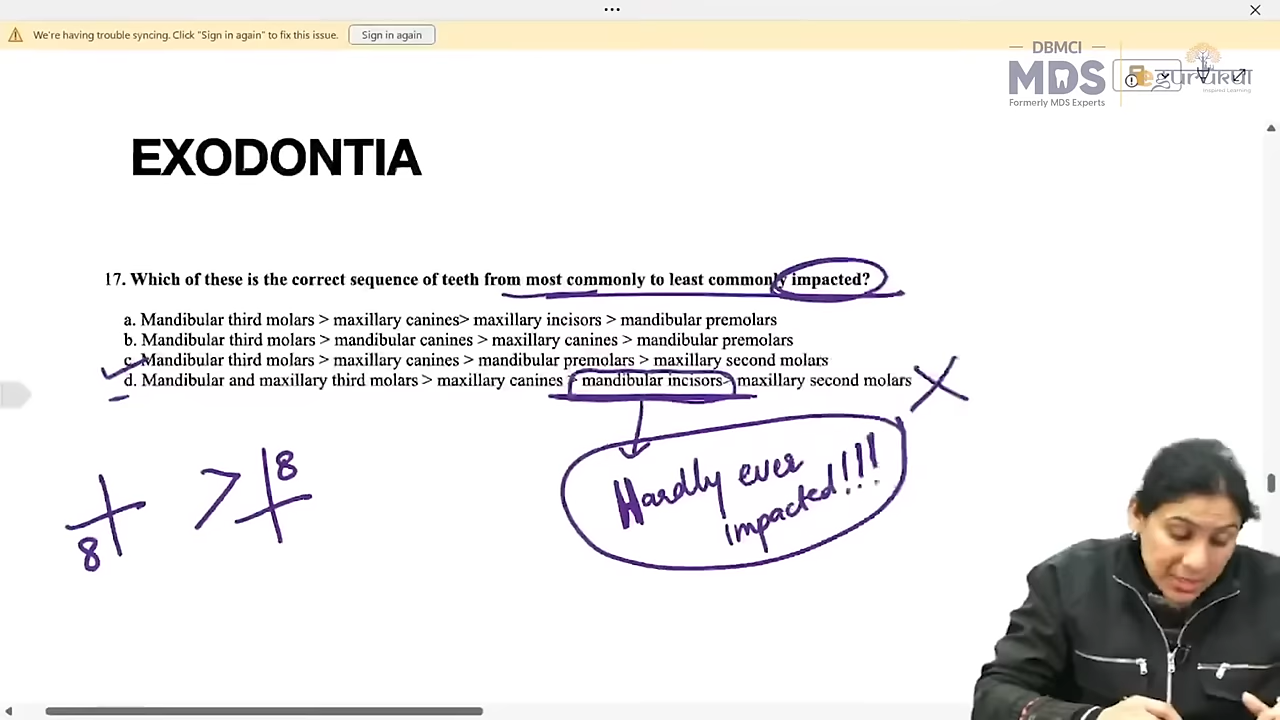 We're having trouble syncing. Click "Sign in again" to fix this issue. Sign in again
DBMCI
MDS
Formerly MDS Experts
egurukul
Inspired Learning
EXODONTIA
17. Which of these is the correct sequence of teeth from most commonly to least commonly impacted?
a. Mandibular third molars > maxillary canines> maxillary incisors > mandibular premolars
b. Mandibular third molars > mandibular canines > maxillary canines > mandibular premolars
c. Mandibular third molars > maxillary canines > mandibular premolars > maxillary second molars
d. Mandibular and maxillary third molars > maxillary canines > mandibular incisors> maxillary second molars
8 > 8
Hardly ever
impacted!!!